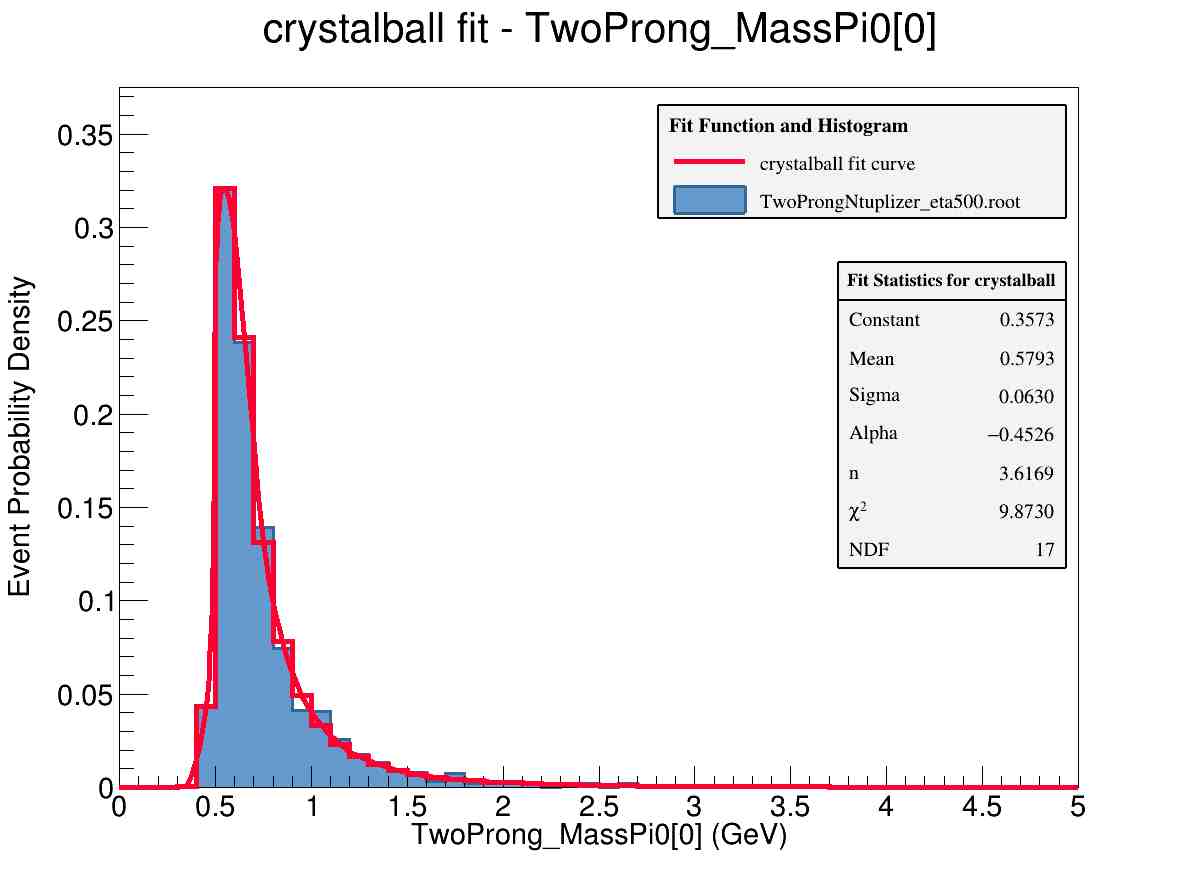 crystalball fit - TwoProng_MassPi0[0]
Event Probability Density
0.35
0.3
0.25
0.2
0.15
0.1
0.05
0
Fit Function and Histogram
crystalball fit curve
TwoProngNtuplizer_eta500.root
Fit Statistics for crystalball
Constant 0.3573
Mean 0.5793
Sigma 0.0630
Alpha −0.4526
n 3.6169
χ² 9.8730
NDF 17
0 0.5 1 1.5 2 2.5 3 3.5 4 4.5 5
TwoProng_MassPi0[0] (GeV)